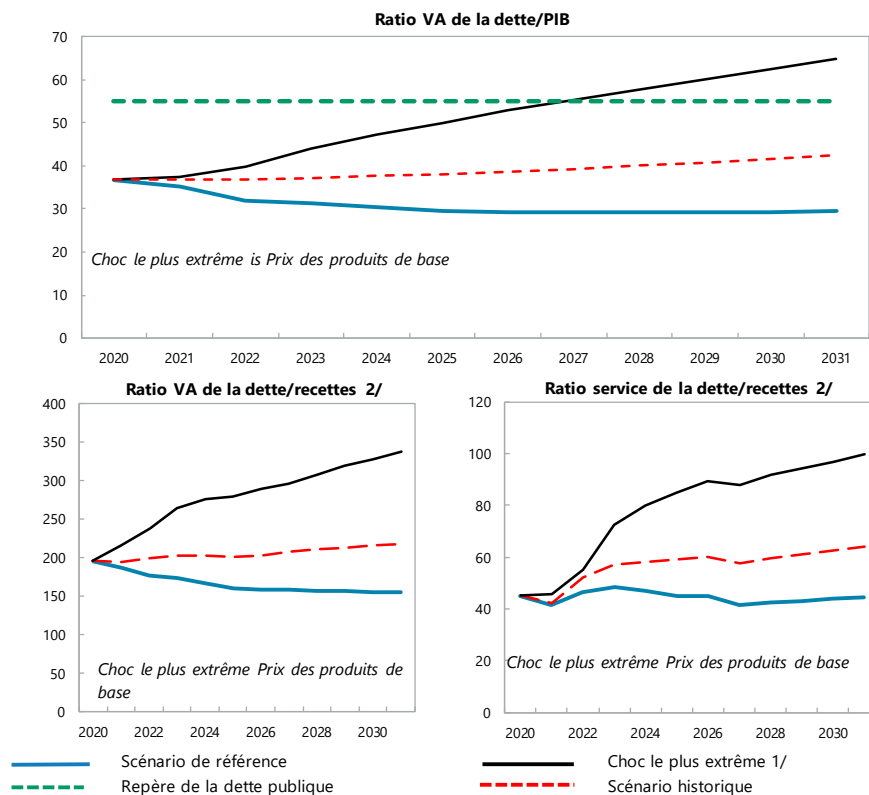 Ratio VA de la dette/PIB
70
60
50
40
30
20
10
0
Choc le plus extrême is Prix des produits de base
2020 2021 2022 2023 2024 2025 2026 2027 2028 2029 2030 2031
Ratio VA de la dette/recettes 2/
400
350
300
250
200
150
100
50
0
Choc le plus extrême Prix des produits de
base
2020 2022 2024 2026 2028 2030
Ratio service de la dette/recettes 2/
120
100
80
60
40
20
0
Choc le plus extrême Prix des produits de base
2020 2022 2024 2026 2028 2030
Scénario de référence
Choc le plus extrême 1/
Repère de la dette publique
Scénario historique